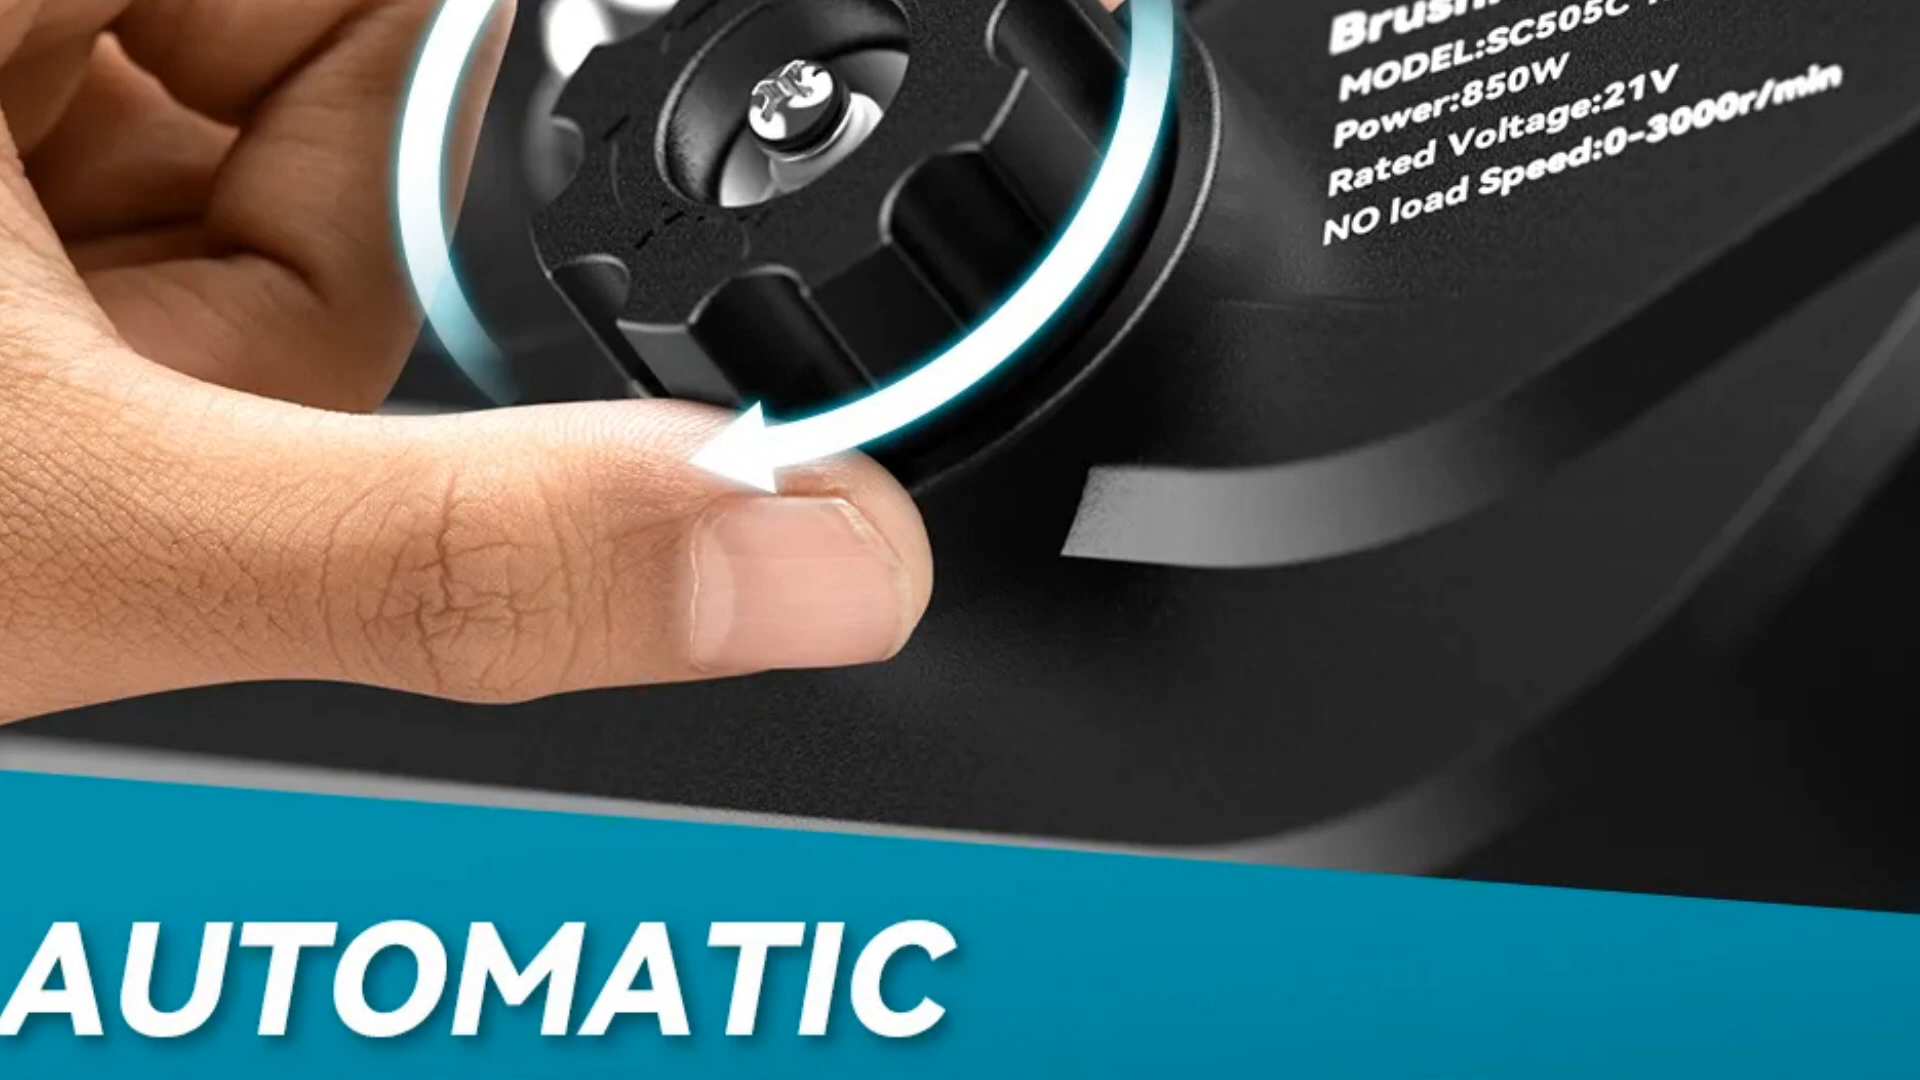 MODEL:SC505C
Power:850W
Rated Voltage:21V
NO load Speed:0-3000r/min
AUTOMATIC